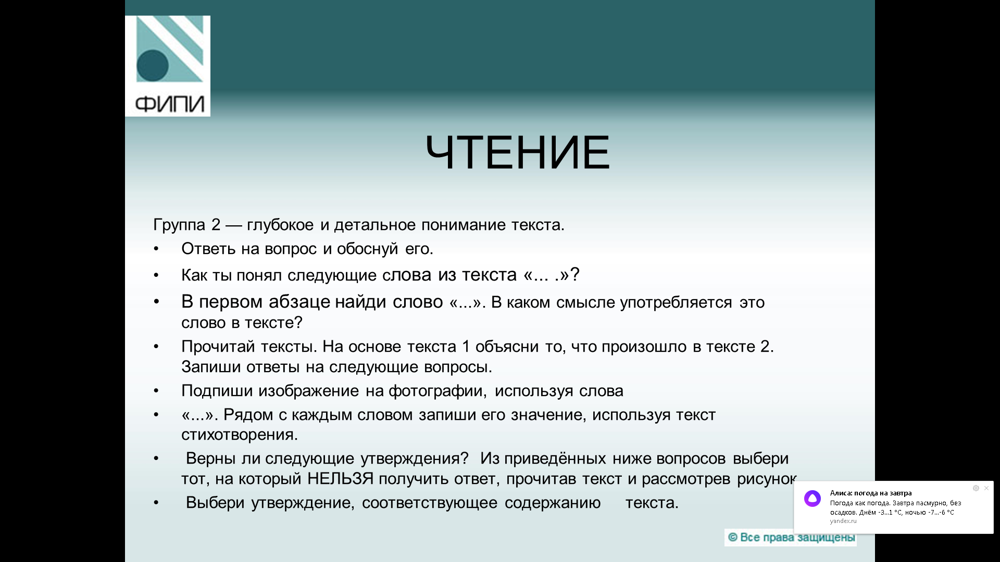 ФИПИ
ЧТЕНИЕ
Группа 2 — глубокое и детальное понимание текста.
• Ответь на вопрос и обоснуй его.
• Как ты понял следующие слова из текста «... .»?
• В первом абзаце найди слово «...». В каком смысле употребляется это
слово в тексте?
• Прочитай тексты. На основе текста 1 объясни то, что произошло в тексте 2.
Запиши ответы на следующие вопросы.
• Подпиши изображение на фотографии, используя слова
• «...». Рядом с каждым словом запиши его значение, используя текст
стихотворения.
• Верны ли следующие утверждения? Из приведённых ниже вопросов выбери
тот, на который НЕЛЬЗЯ получить ответ, прочитав текст и рассмотрев рисунок
• Выбери утверждение, соответствующее содержанию текста.
Алиса: погода на завтра
Погода как погода. Завтра пасмурно, без
осадков. Днём -3...1 °C, ночью -7...-6 °C
yandex.ru
© Все права защищены